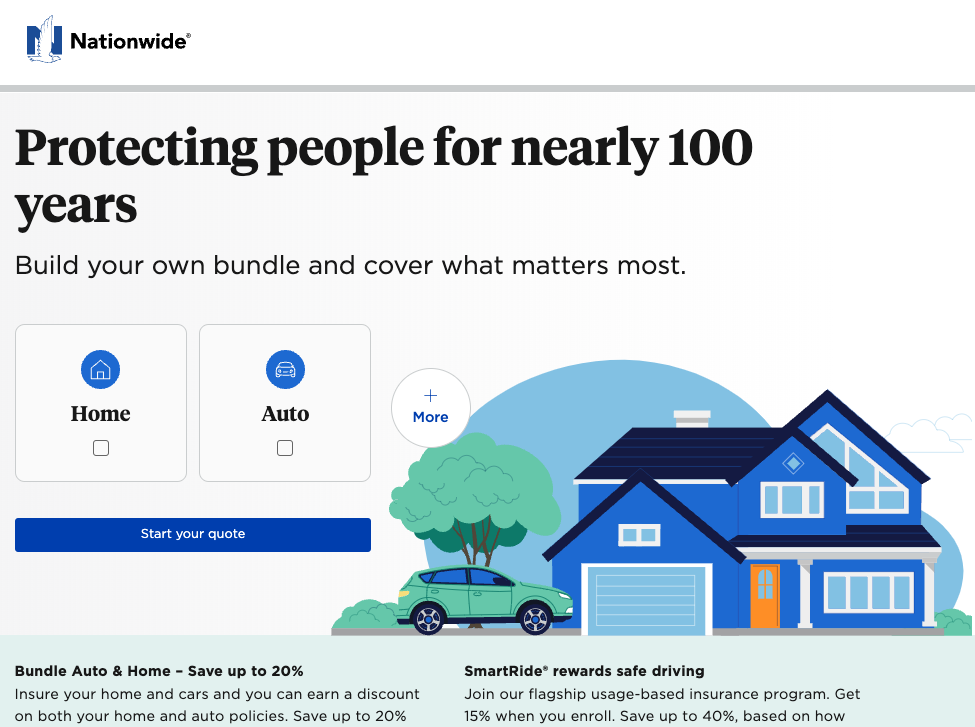 Nationwide®
Protecting people for nearly 100
years
Build your own bundle and cover what matters most.
Home
Auto
+
More
Start your quote
Bundle Auto & Home – Save up to 20%
Insure your home and cars and you can earn a discount
on both your home and auto policies. Save up to 20%
SmartRide® rewards safe driving
Join our flagship usage-based insurance program. Get
15% when you enroll. Save up to 40%, based on how